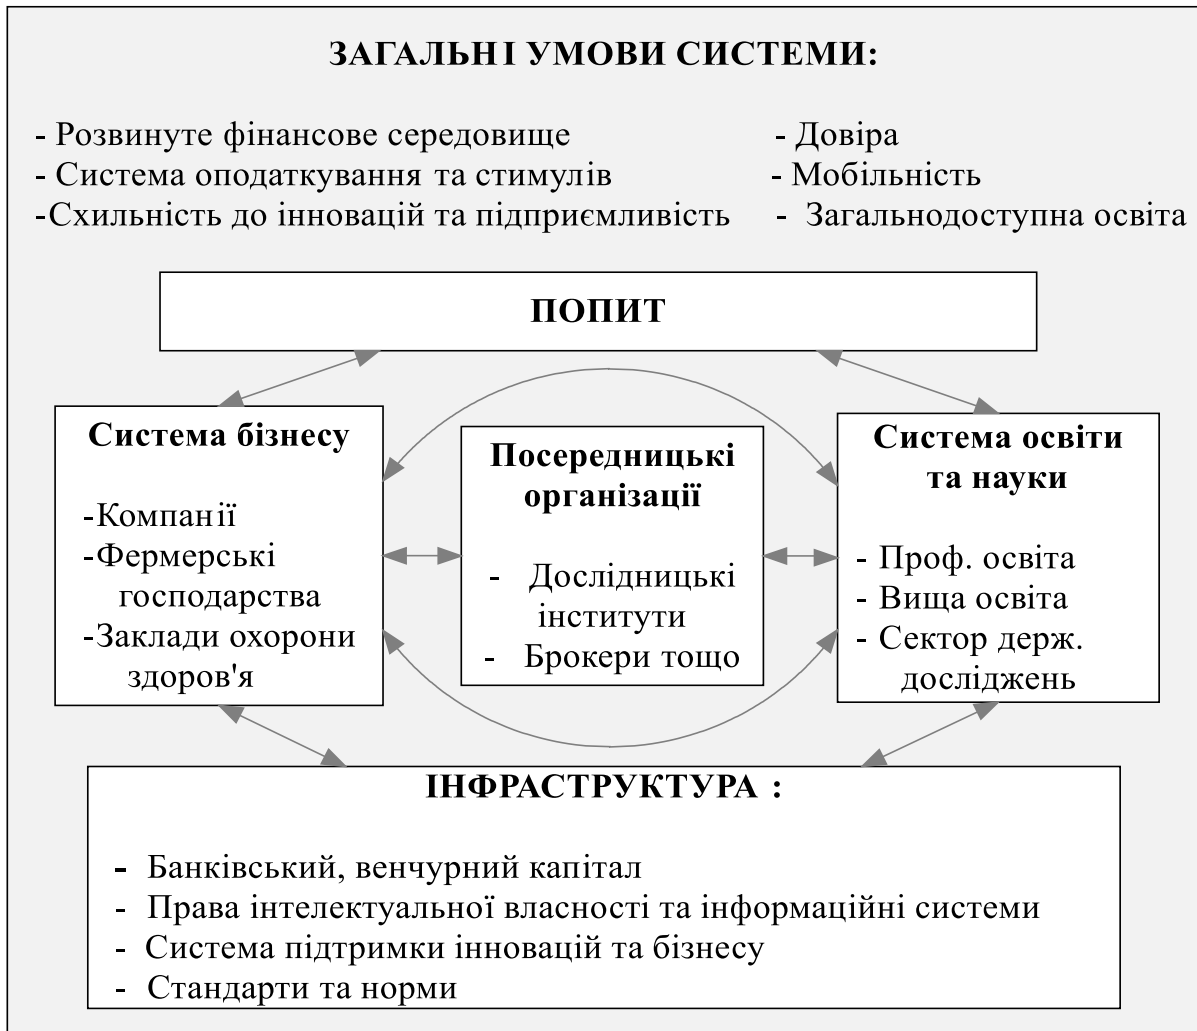 ЗАГАЛЬНІ УМОВИ СИСТЕМИ:
- Розвинуте фінансове середовище
- Система оподаткування та стимулів
-Схильність до інновацій та підприємливість
- Довіра
- Мобільність
- Загальнодоступна освіта
ПОПИТ
Система бізнесу
-Компанії
-Фермерські
господарства
-Заклади охорони
здоров'я
Посередницькі
організації
- Дослідницькі
інститути
- Брокери тощо
Система освіти
та науки
- Проф. освіта
- Вища освіта
- Сектор держ.
досліджень
ІНФРАСТРУКТУРА :
- Банківський, венчурний капітал
- Права інтелектуальної власності та інформаційні системи
- Система підтримки інновацій та бізнесу
- Стандарти та норми